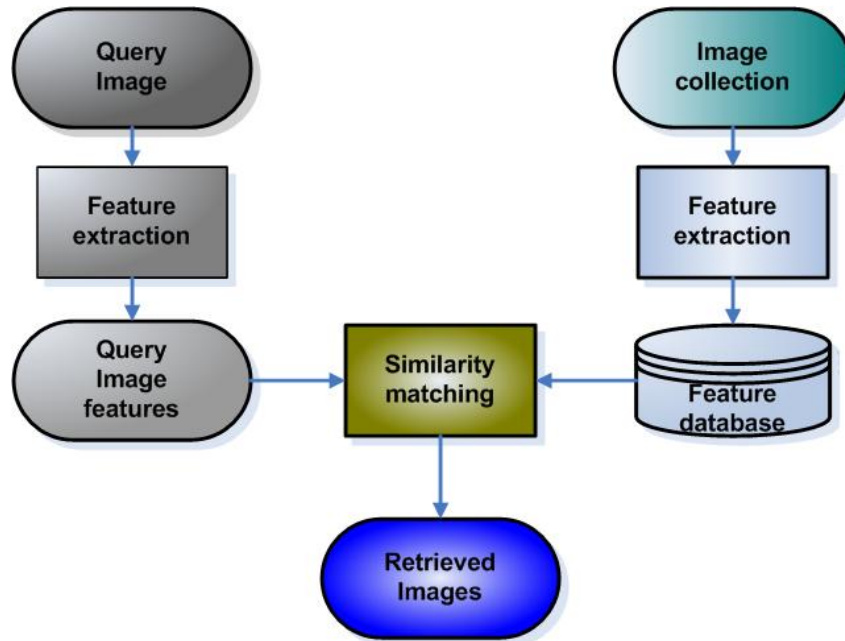 Query
Image
Image
collection
Feature
extraction
Feature
extraction
Query
Image
features
Similarity
matching
Feature
database
Retrieved
Images